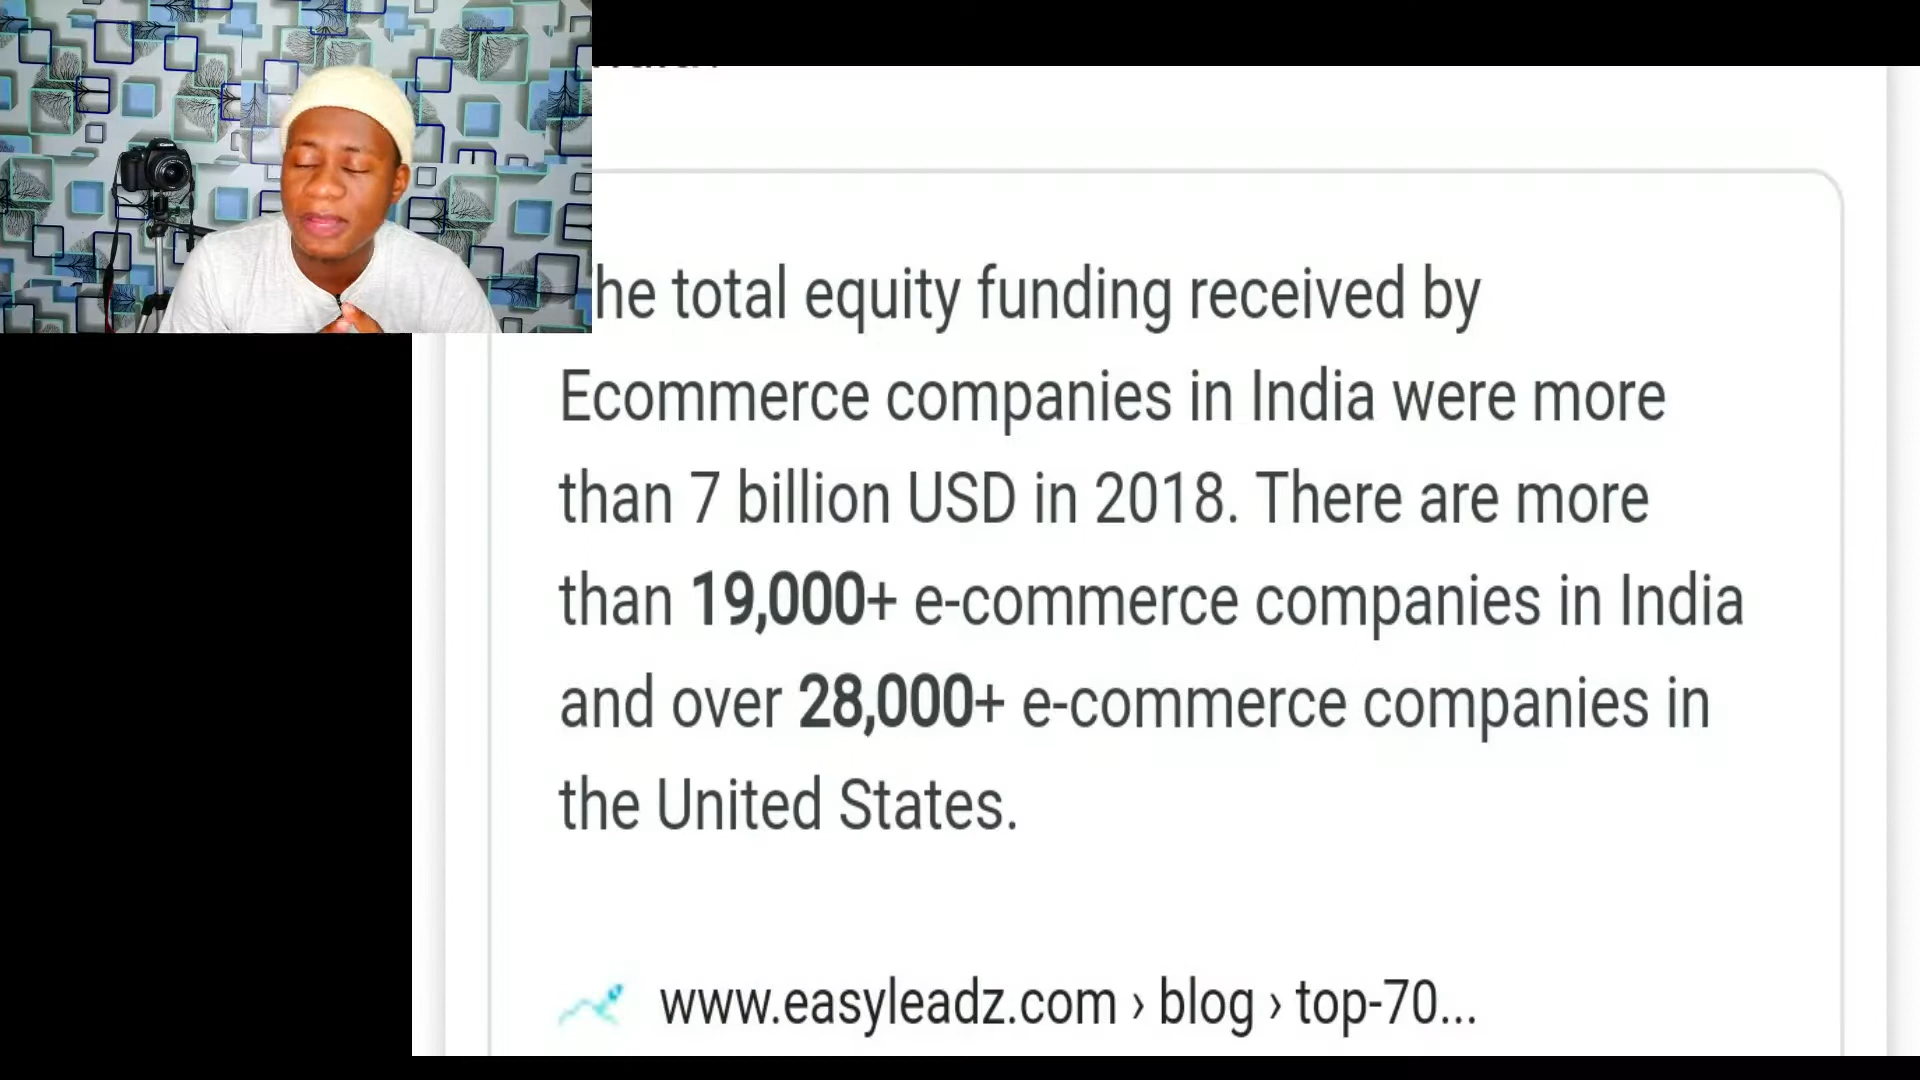 he total equity funding received by
Ecommerce companies in India were more
than 7 billion USD in 2018. There are more
than 19,000+ e-commerce companies in India
and over 28,000+ e-commerce companies in
the United States.
www.easyleadz.com › blog › top-70...